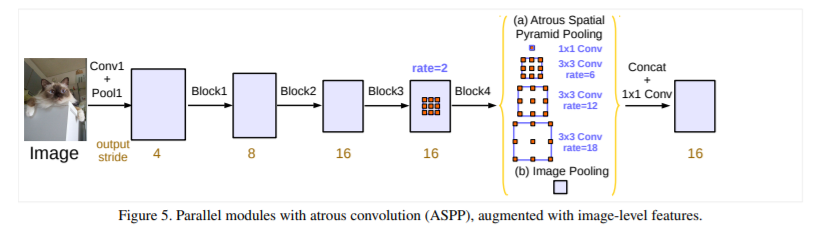 (a) Atrous Spatial
Pyramid Pooling
1x1 Conv
3x3 Conv
rate=6
3x3 Conv
rate=12
3x3 Conv
rate=18
(b) Image Pooling
Conv1
+
Pool1
Block1
Block2
Block3
rate=2
Block4
Concat
+
1x1 Conv
Image
output
stride
4
8
16
16
16
Figure 5. Parallel modules with atrous convolution (ASPP), augmented with image-level features.